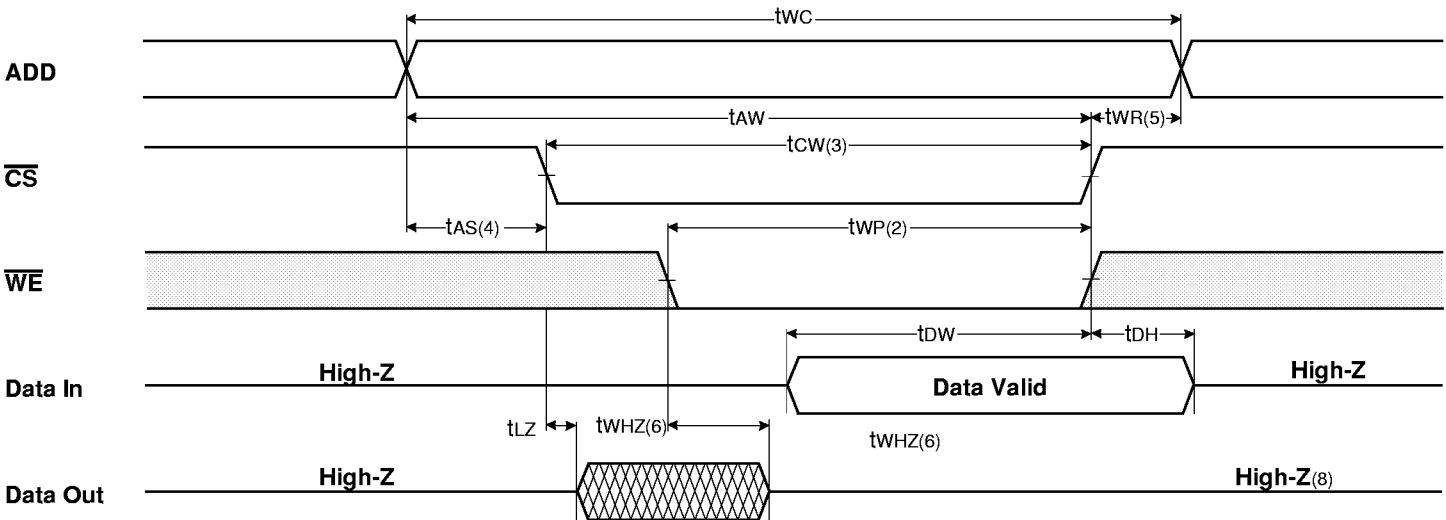 tWC
ADD
tAW
tWR(5)
tCW(3)
CS
tAS(4)
tWP(2)
WE
tDW
tDH
Data In
High-Z
Data Valid
High-Z
tLZ
tWHZ(6)
tWHZ(6)
Data Out
High-Z
High-Z(8)